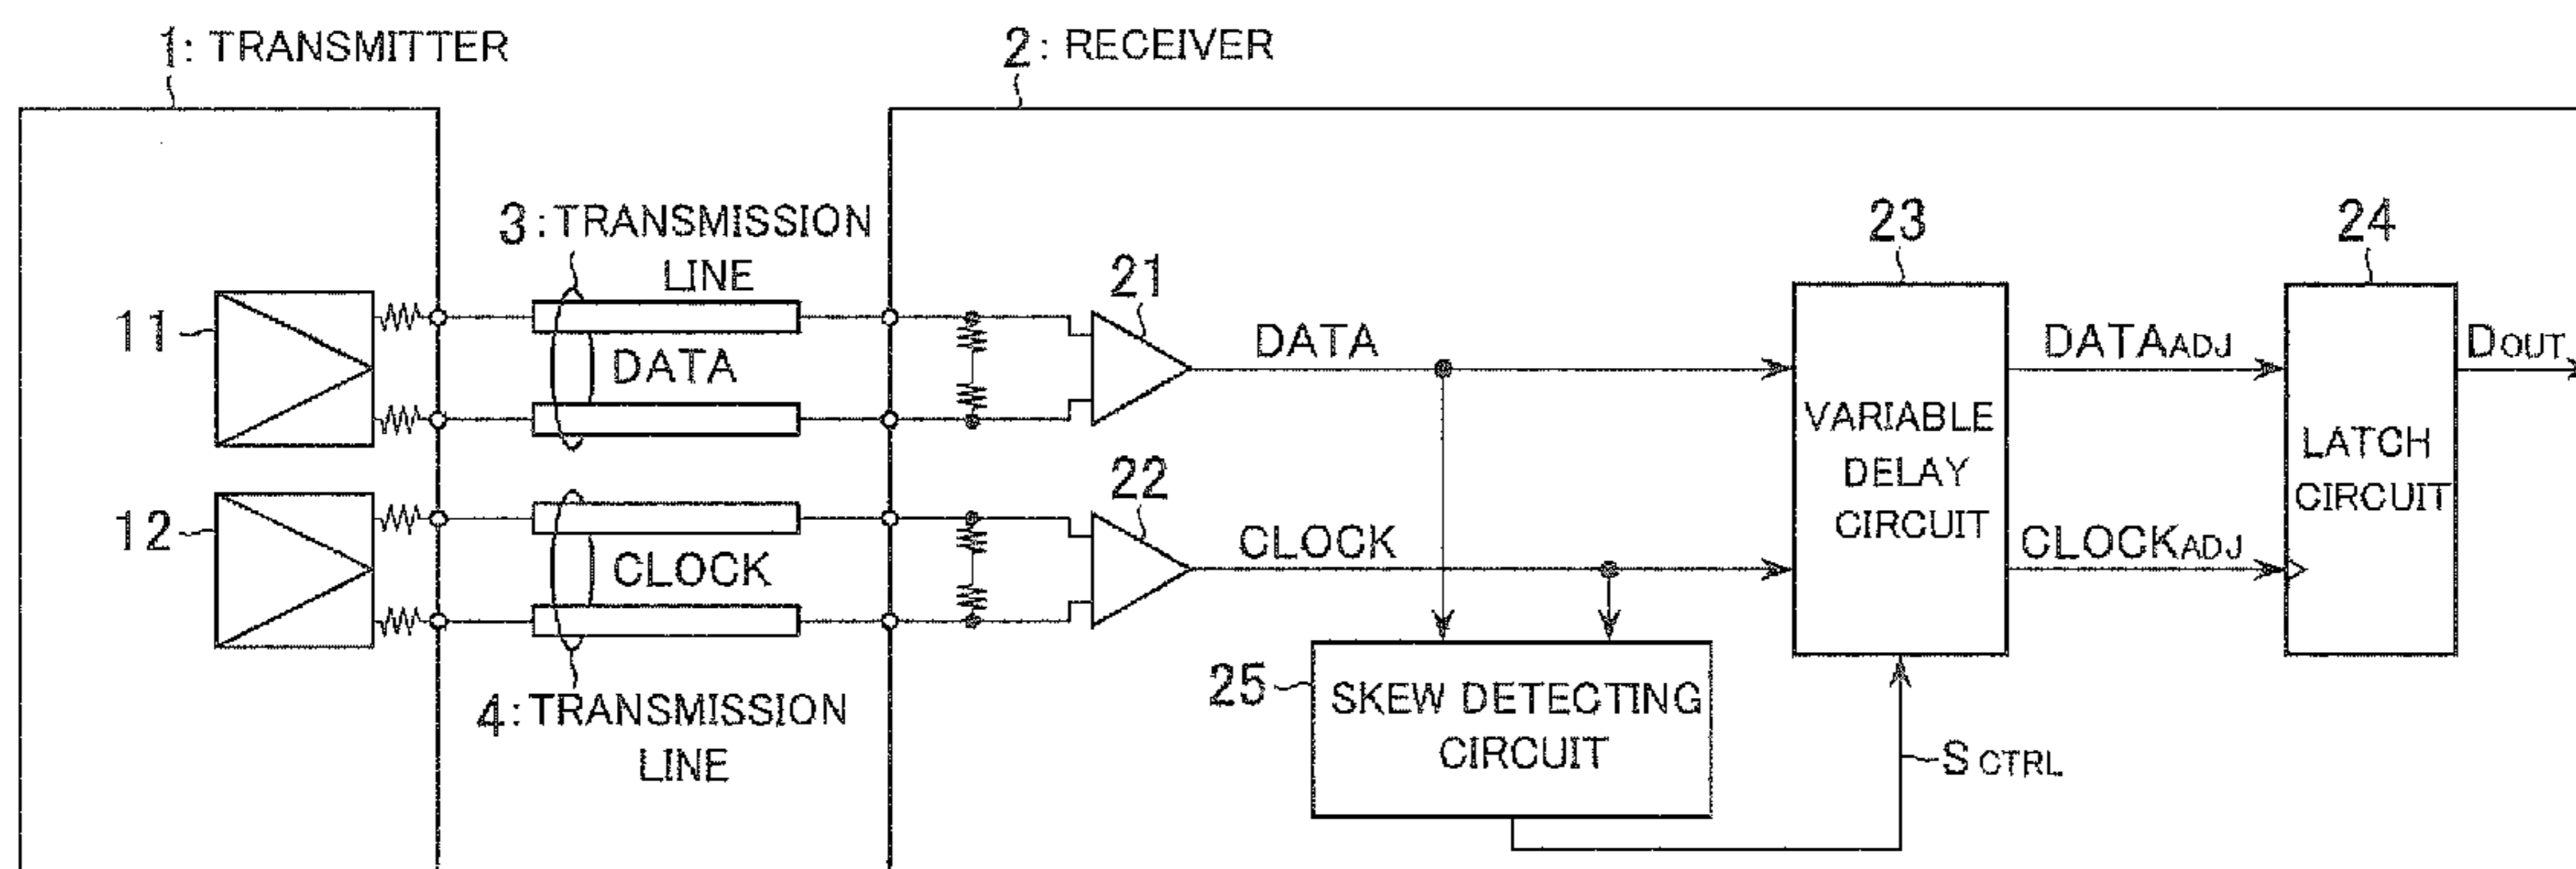 1: TRANSMITTER
2: RECEIVER
3: TRANSMISSION
LINE
11
DATA
12
CLOCK
4: TRANSMISSION
LINE
21
DATA
22
CLOCK
25
SKEW DETECTING
CIRCUIT
23
VARIABLE
DELAY
CIRCUIT
SCTRL
DATAADJ
CLOCKADJ
24
LATCH
CIRCUIT
DOUT